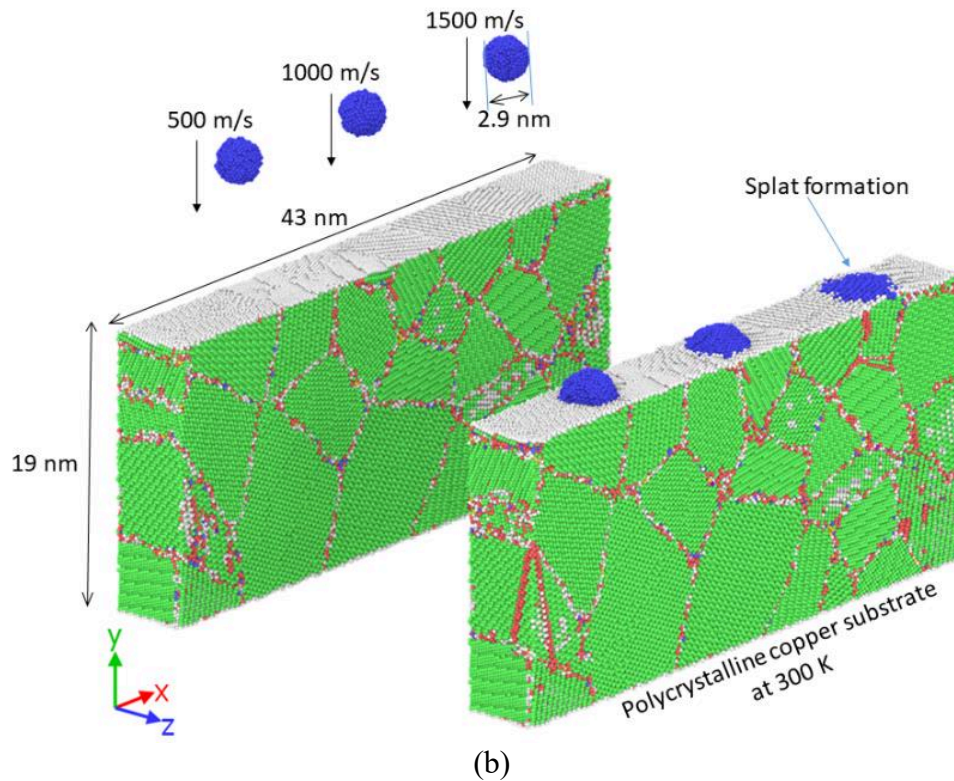 1500 m/s
1000 m/s
500 m/s
2.9 nm
43 nm
Splat formation
19 nm
Polycrystalline copper substrate
at 300 K
y
x
z
(b)